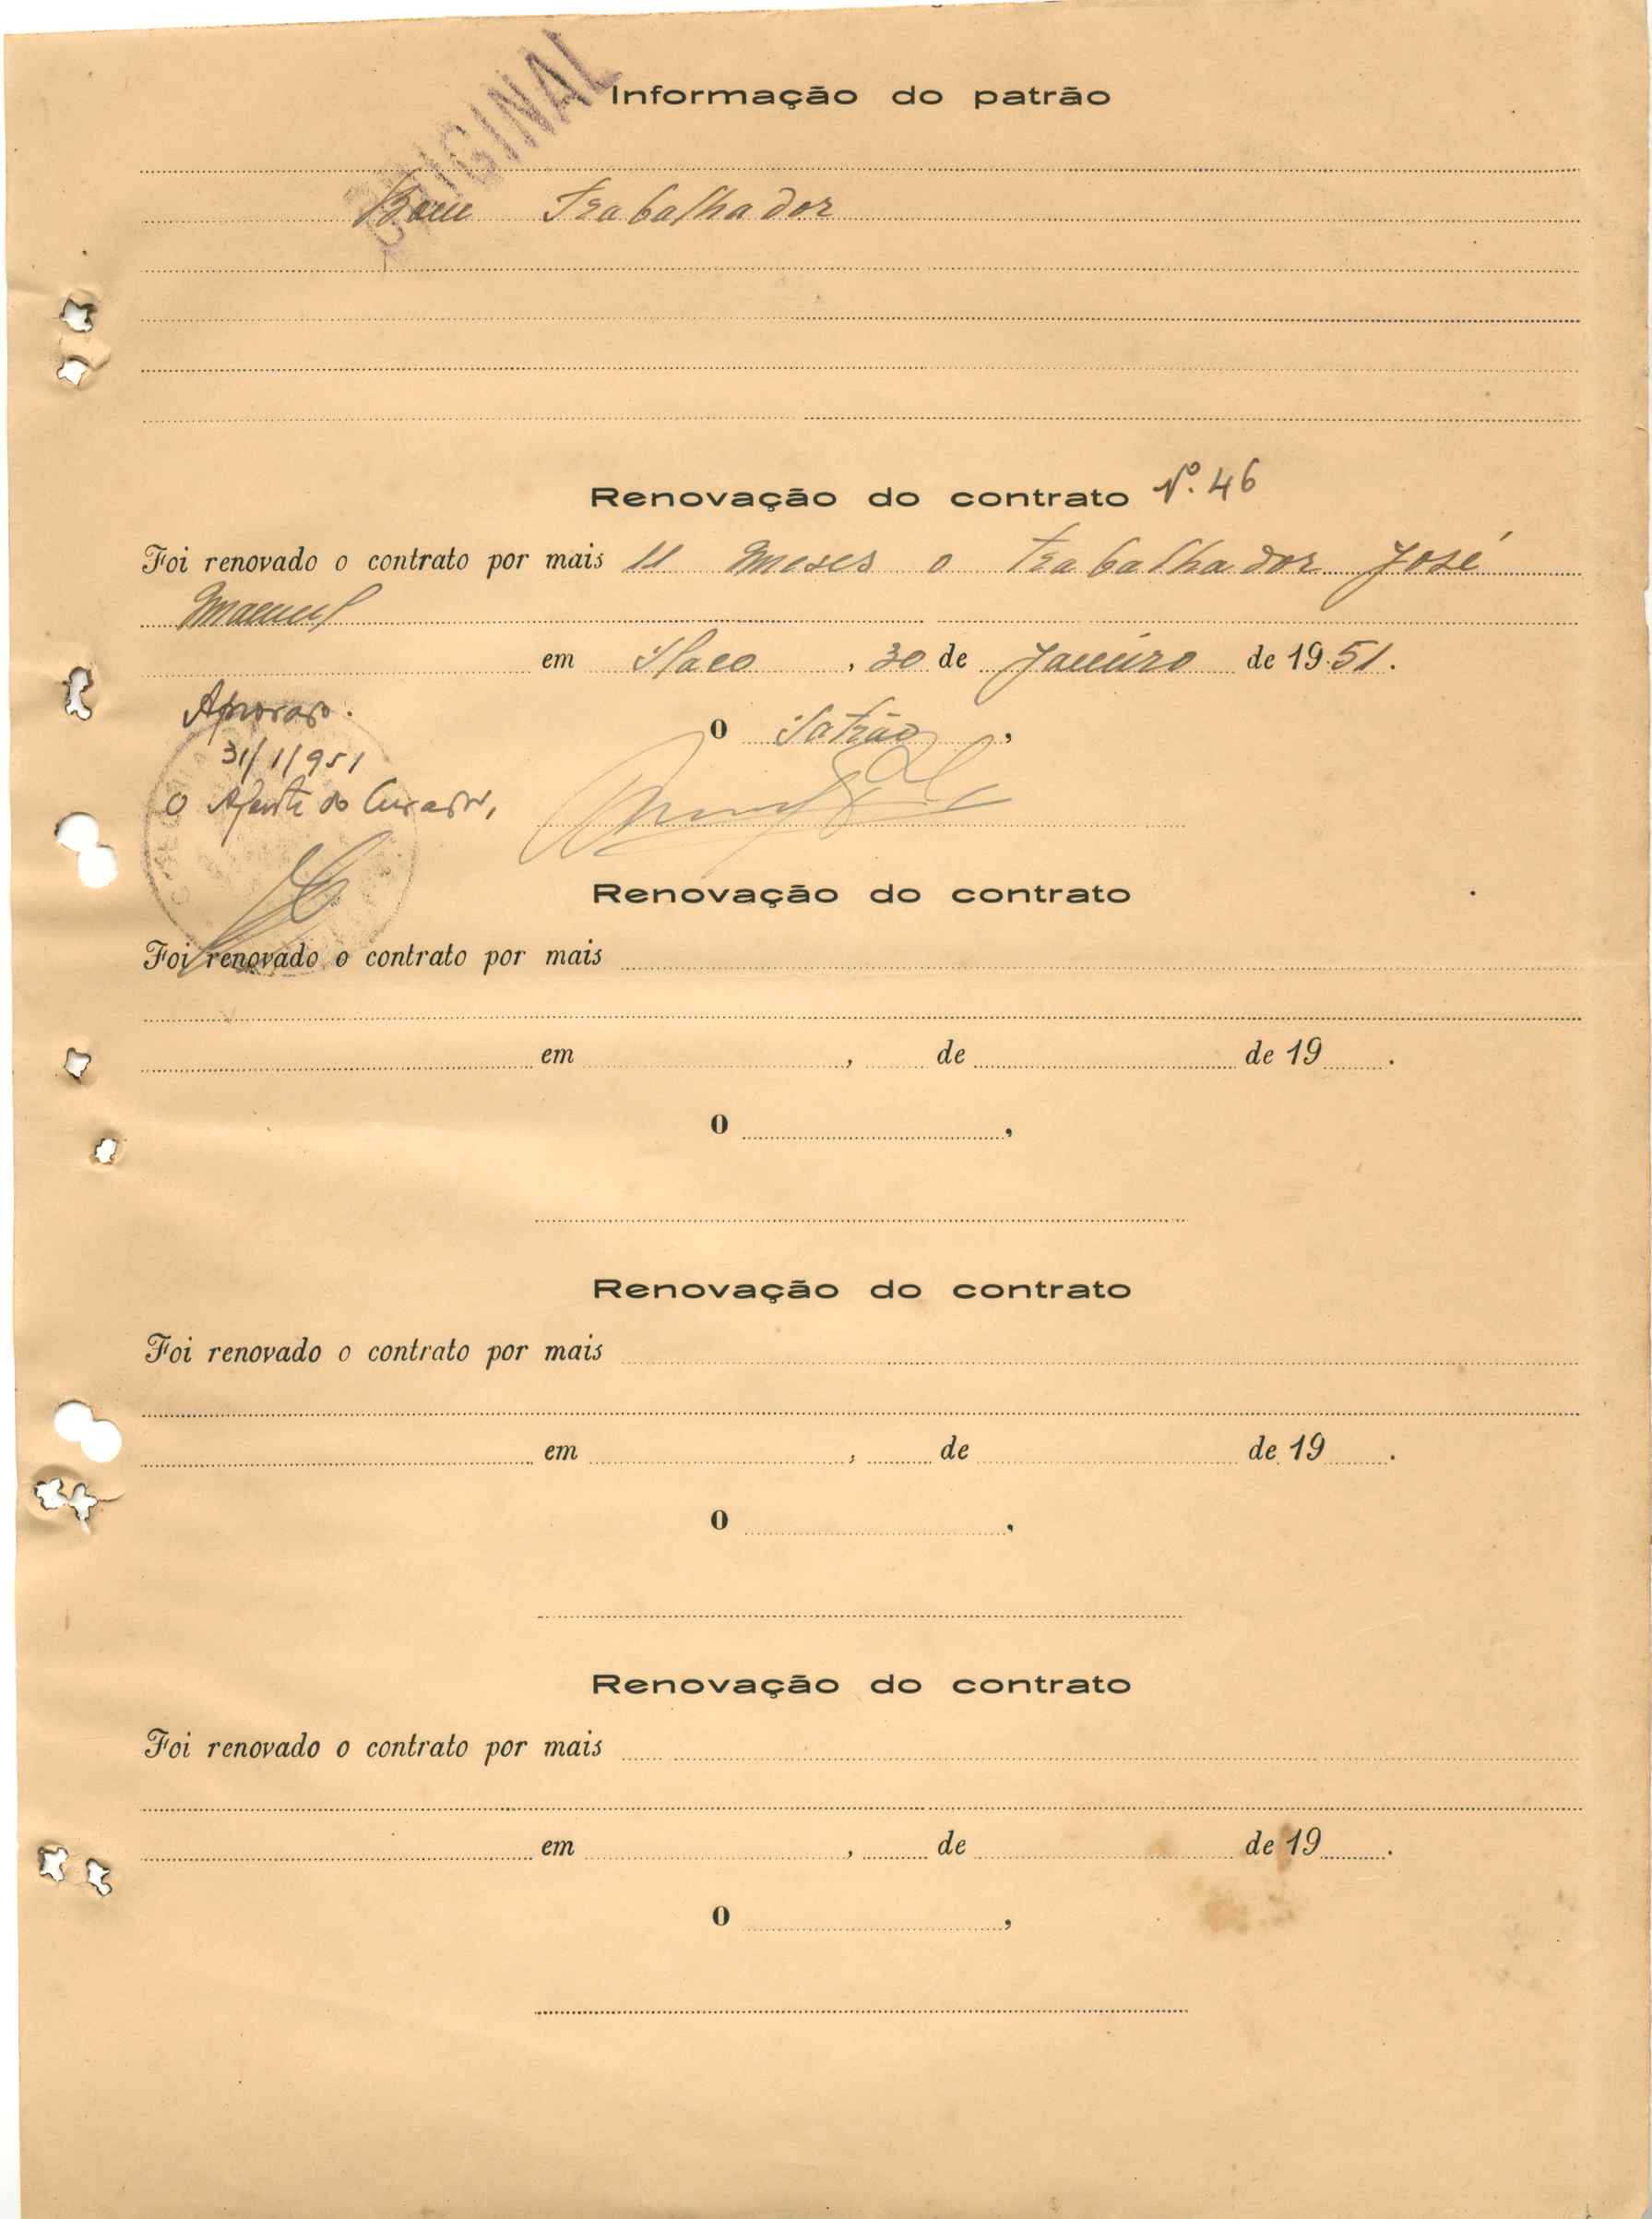 ORIGINAL
Informação do patrão
Bom Trabalhador
Renovação do contrato Nº. 46
Foi renovado o contrato por mais 11 meses o trabalhador José
Manuel
em , 30 de Janeiro de 1951.
Aprovado.
31/1/951
O Agente do Curador,
O Patrão,
Renovação do contrato
Foi renovado o contrato por mais
em , de de 19 .
O ,
Renovação do contrato
Foi renovado o contrato por mais
em , de de 19 .
O ,
Renovação do contrato
Foi renovado o contrato por mais
em , de de 19 .
O ,